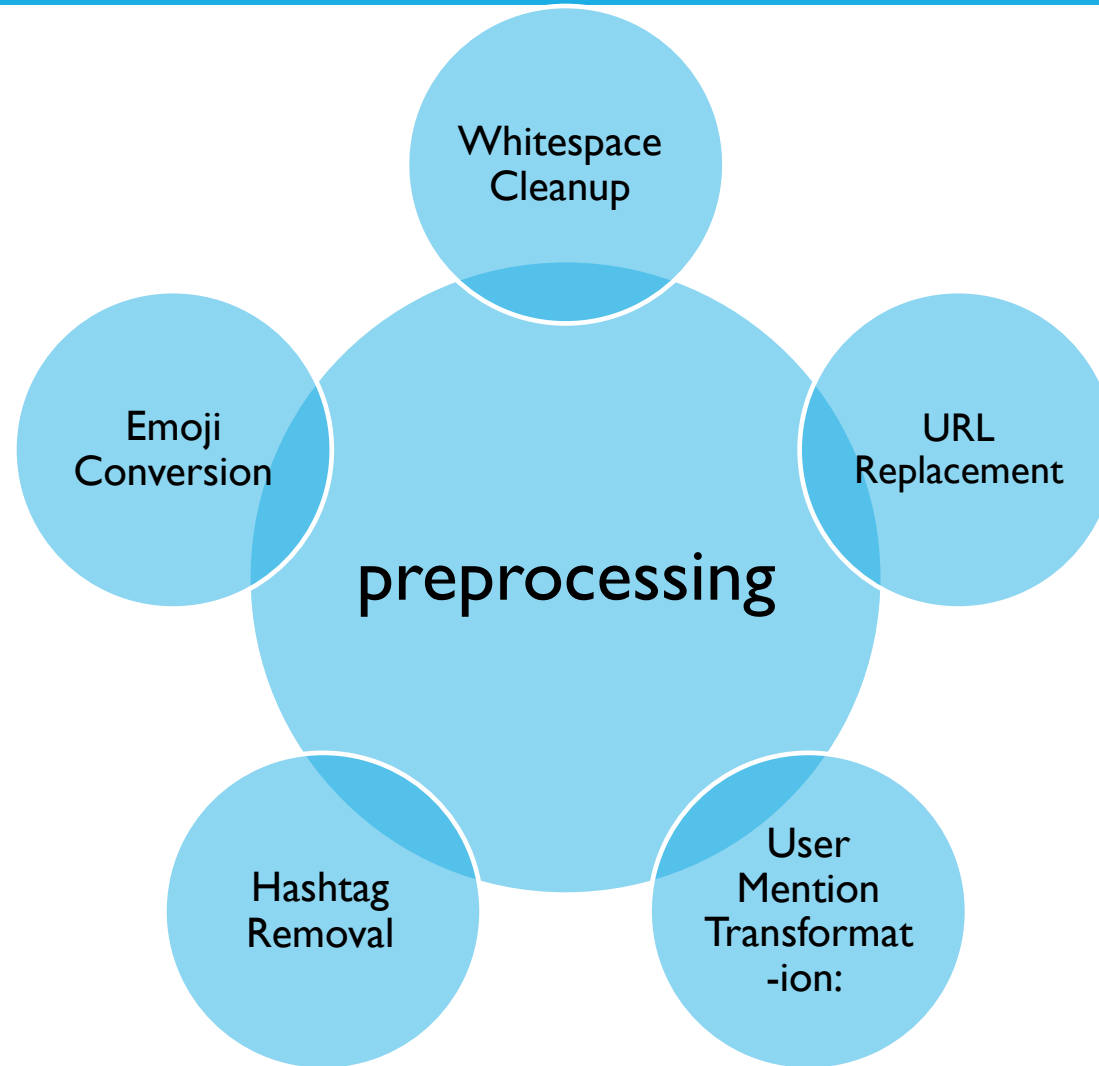 Whitespace
Cleanup
URL
Replacement
User
Mention
Transformat
-ion:
Hashtag
Removal
Emoji
Conversion
preprocessing